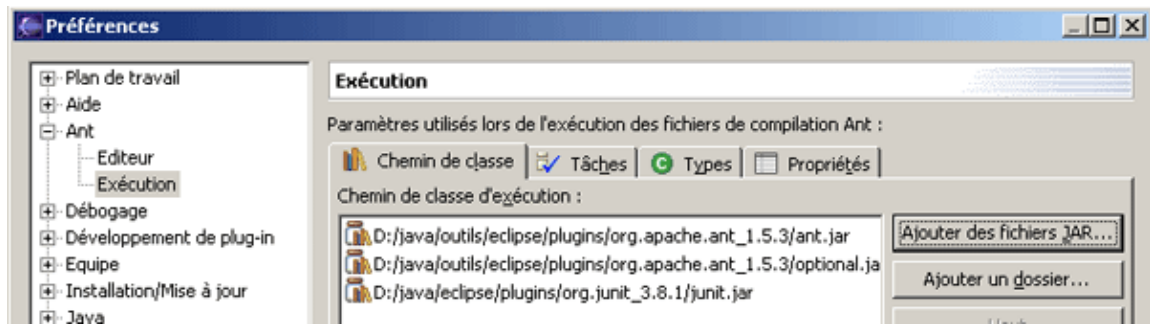 Préférences
Plan de travail
Aide
Ant
Editeur
Exécution
Débogage
Développement de plug-in
Equipe
Installation/Mise à jour
Java
Exécution
Paramètres utilisés lors de l'exécution des fichiers de compilation Ant :
Chemin de classe Tâches Types Propriétés
Chemin de classe d'exécution :
D:/java/outils/eclipse/plugins/org.apache.ant_1.5.3/ant.jar
D:/java/outils/eclipse/plugins/org.apache.ant_1.5.3/optional.ja
D:/java/eclipse/plugins/org.junit_3.8.1/junit.jar
Ajouter des fichiers JAR...
Ajouter un dossier...